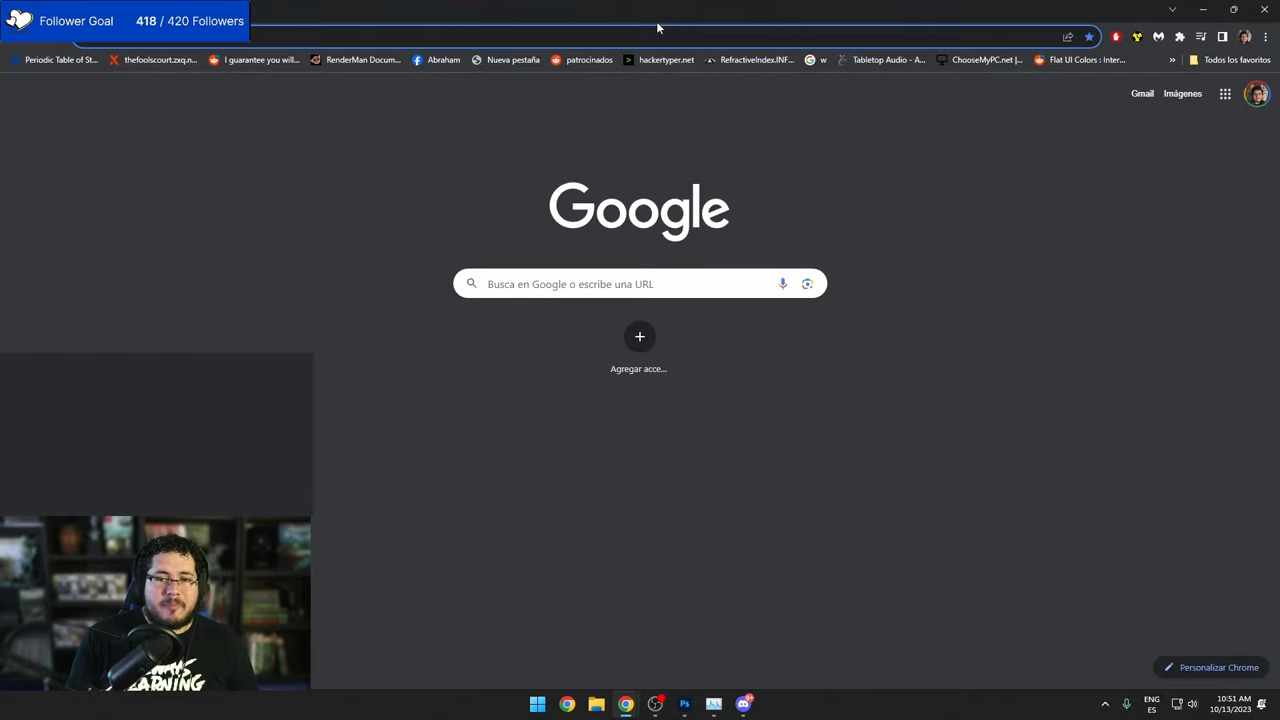 Follower Goal 418 / 420 Followers
Periodic Table of St... thefoolscourt.zxq.n... I guarantee you will... RenderMan Docum... Abraham Nueva pestaña patrocinados hackertyper.net RefractiveIndex.INF... w Tabletop Audio - A... ChooseMyPC.net |... Flat UI Colors : Inter... » Todos los favoritos
Gmail Imágenes
Google
Busca en Google o escribe una URL
Agregar acce...
Personalizar Chrome
Ps 9+ ENG 10:51 AM
ES 10/13/2023